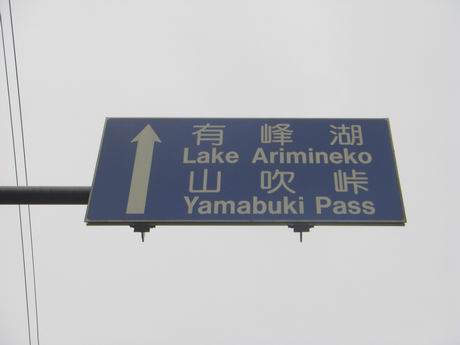 有峰湖
Lake Arimineko
山吹峠
Yamabuki Pass